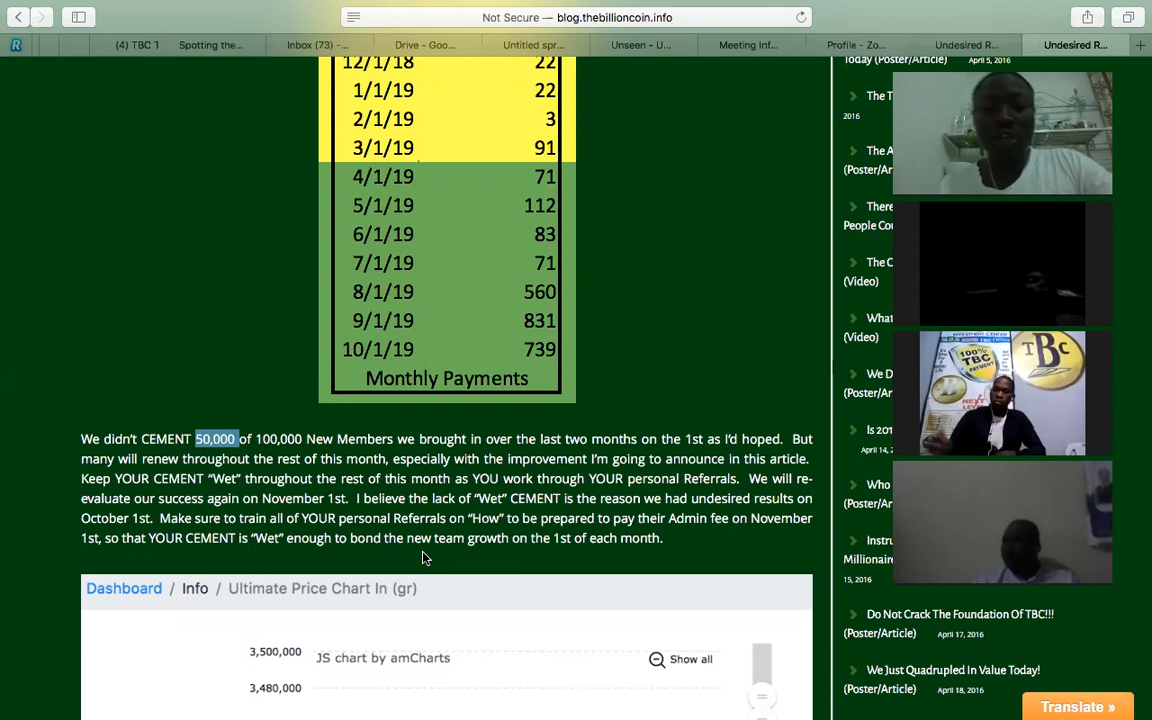 Not Secure — blog.thebillioncoin.info
(4) TBC T
Spotting the...
Inbox (73) -...
Drive - Goo...
Untitled spr...
Unseen - U...
Meeting Inf...
Profile - Zo...
Undesired R...
Undesired R...
12/1/18 22
1/1/19 22
2/1/19 3
3/1/19 91
4/1/19 71
5/1/19 112
6/1/19 83
7/1/19 71
8/1/19 560
9/1/19 831
10/1/19 739
Monthly Payments
We didn't CEMENT 50,000 of 100,000 New Members we brought in over the last two months on the 1st as I'd hoped. But
many will renew throughout the rest of this month, especially with the improvement I'm going to announce in this article.
Keep YOUR CEMENT "Wet" throughout the rest of this month as YOU work through YOUR personal Referrals. We will re-
evaluate our success again on November 1st. I believe the lack of "Wet" CEMENT is the reason we had undesired results on
October 1st. Make sure to train all of YOUR personal Referrals on "How" to be prepared to pay their Admin fee on November
1st, so that YOUR CEMENT is "Wet" enough to bond the new team growth on the 1st of each month.
Dashboard / Info / Ultimate Price Chart In (gr)
3,500,000
JS chart by amCharts
Show all
3,480,000
Today (Poster/Article) April 5, 2016
The T
2016
The A
(Poster/Ar
There
People Cou
The C
(Video)
What
(Video)
We D
(Poster/Ar
Is 201
April 14,
Who
(Poster/Ar
Instru
Millionaire
15, 2016
Do Not Crack The Foundation Of TBC!!!
(Poster/Article) April 17, 2016
We Just Quadrupled In Value Today!
(Poster/Article) April 18, 2016
100%
TBC
PAYMENT
TBC
NEXT
LEVEL
Translate »